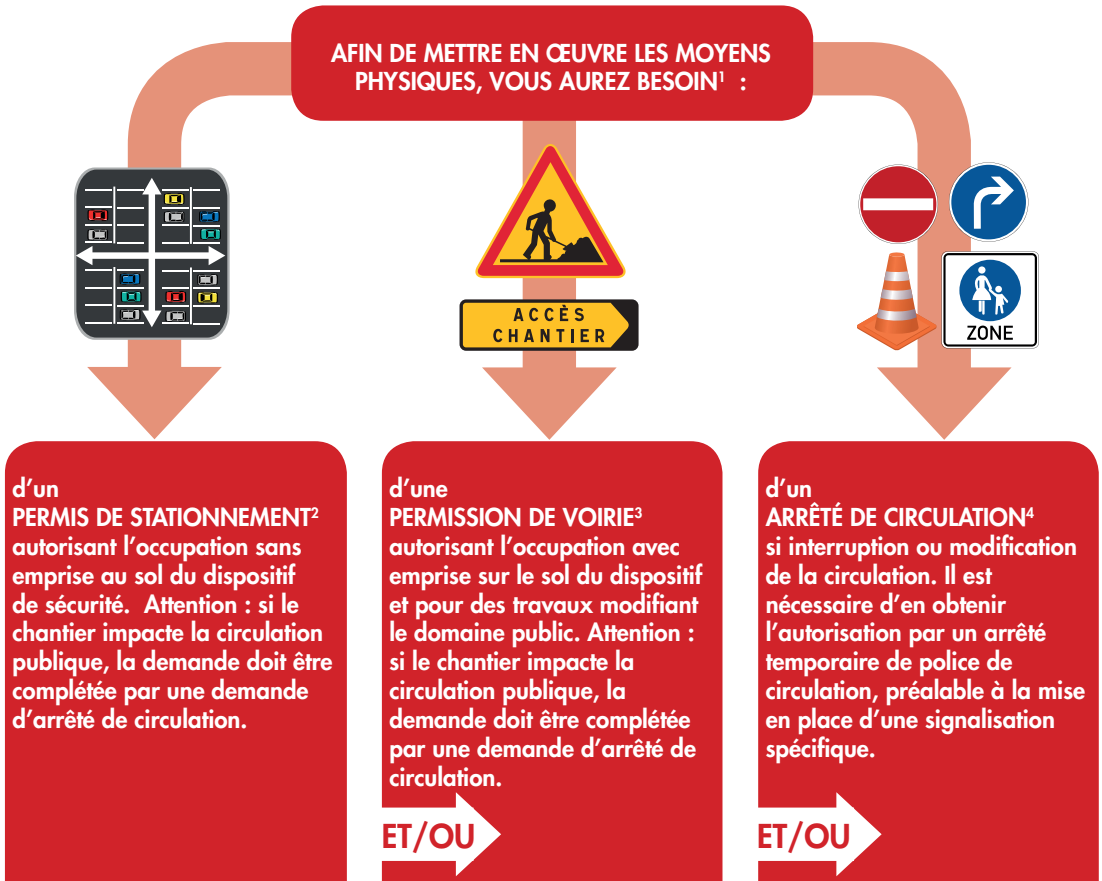 AFIN DE METTRE EN ŒUVRE LES MOYENS
PHYSIQUES, VOUS AUREZ BESOIN¹ :
ACCÈS
CHANTIER
ZONE
d’un
PERMIS DE STATIONNEMENT²
autorisant l’occupation sans
emprise au sol du dispositif
de sécurité. Attention : si le
chantier impacte la circulation
publique, la demande doit être
complétée par une demande
d’arrêté de circulation.
d’une
PERMISSION DE VOIRIE³
autorisant l’occupation avec
emprise sur le sol du dispositif
et pour des travaux modifiant
le domaine public. Attention :
si le chantier impacte la
circulation publique, la
demande doit être complétée
par une demande d’arrêté de
circulation.
ET/OU
d’un
ARRÊTÉ DE CIRCULATION⁴
si interruption ou modification
de la circulation. Il est
nécessaire d’en obtenir
l’autorisation par un arrêté
temporaire de police de
circulation, préalable à la mise
en place d’une signalisation
spécifique.
ET/OU